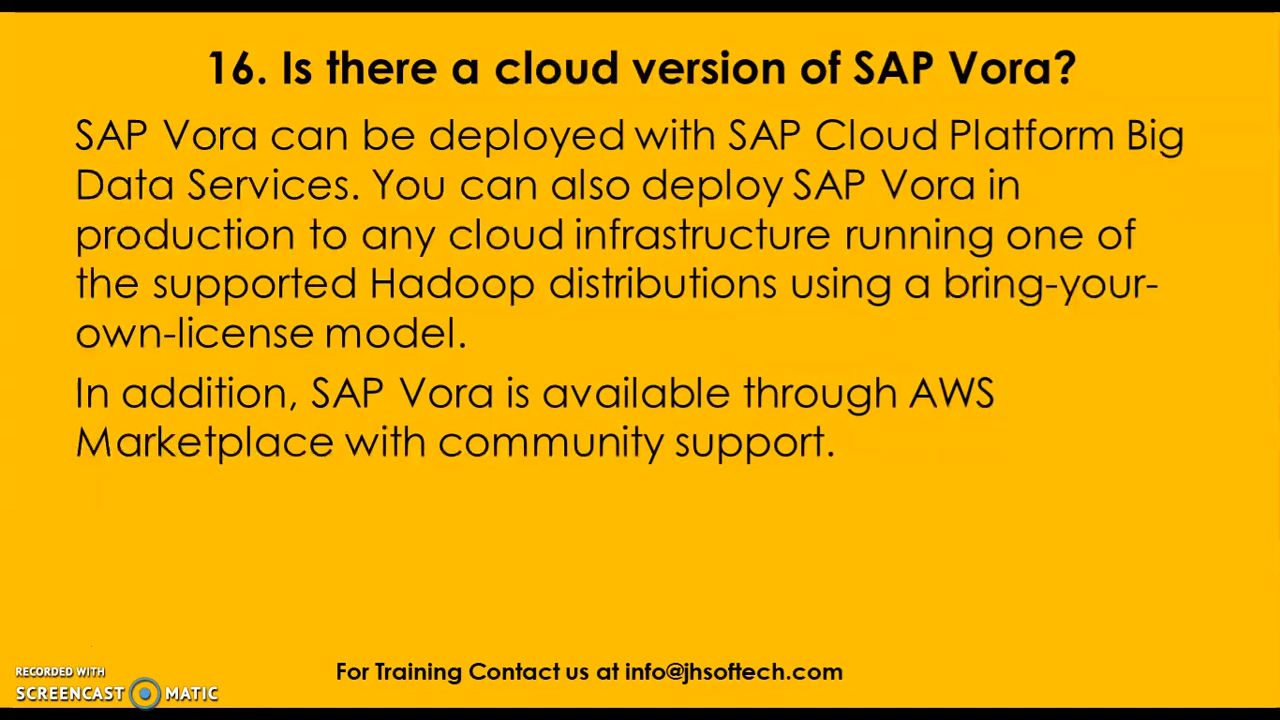 16. Is there a cloud version of SAP Vora?
SAP Vora can be deployed with SAP Cloud Platform Big
Data Services. You can also deploy SAP Vora in
production to any cloud infrastructure running one of
the supported Hadoop distributions using a bring-your-
own-license model.
In addition, SAP Vora is available through AWS
Marketplace with community support.
For Training Contact us at info@jhsoftech.com
RECORDED WITH
SCREENCAST MATIC